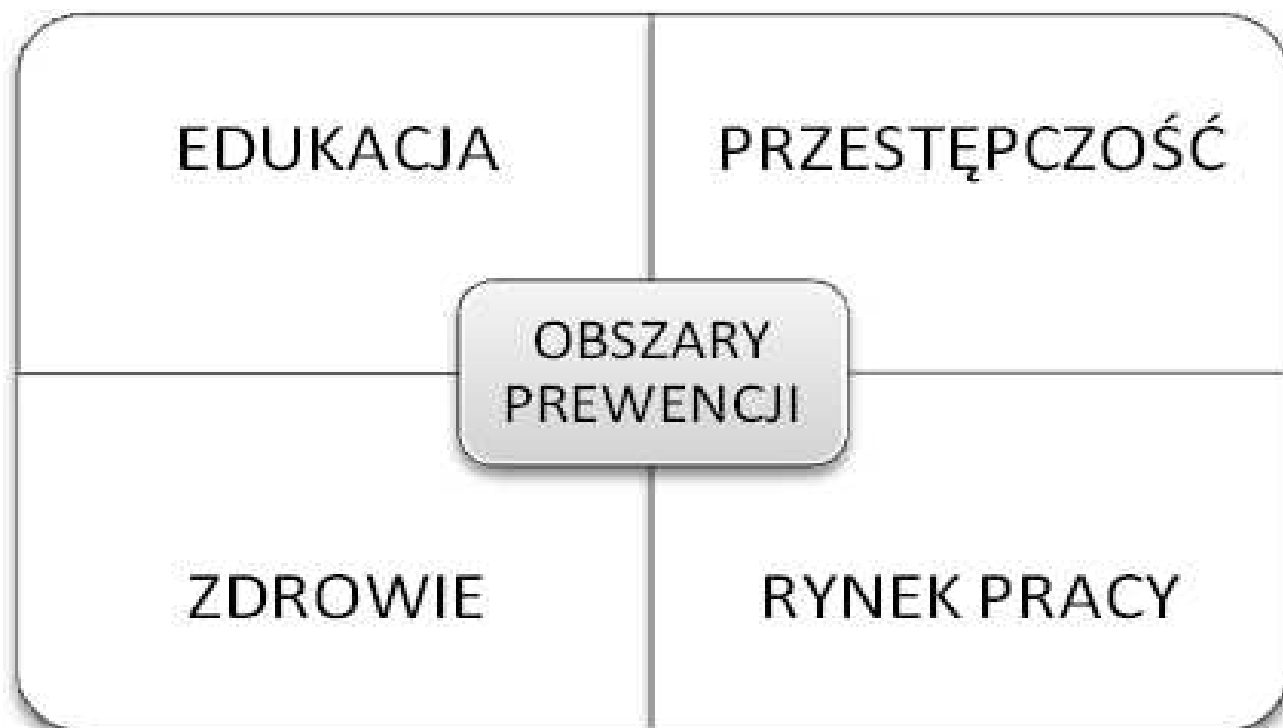 EDUKACJA
PRZESTĘPCZOŚĆ
OBSZARY
PREWENCJI
ZDROWIE
RYNEK PRACY